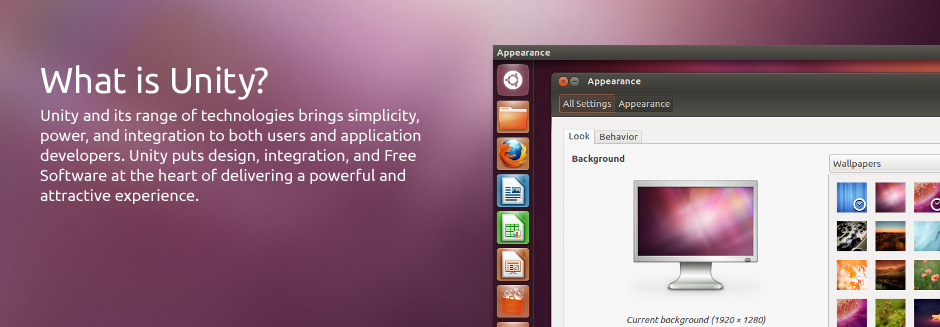 What is Unity?
Unity and its range of technologies brings simplicity,
power, and integration to both users and application
developers. Unity puts design, integration, and Free
Software at the heart of delivering a powerful and
attractive experience.
Appearance
Appearance
All Settings Appearance
Look Behavior
Background
Wallpapers
Current background (1920 × 1280)